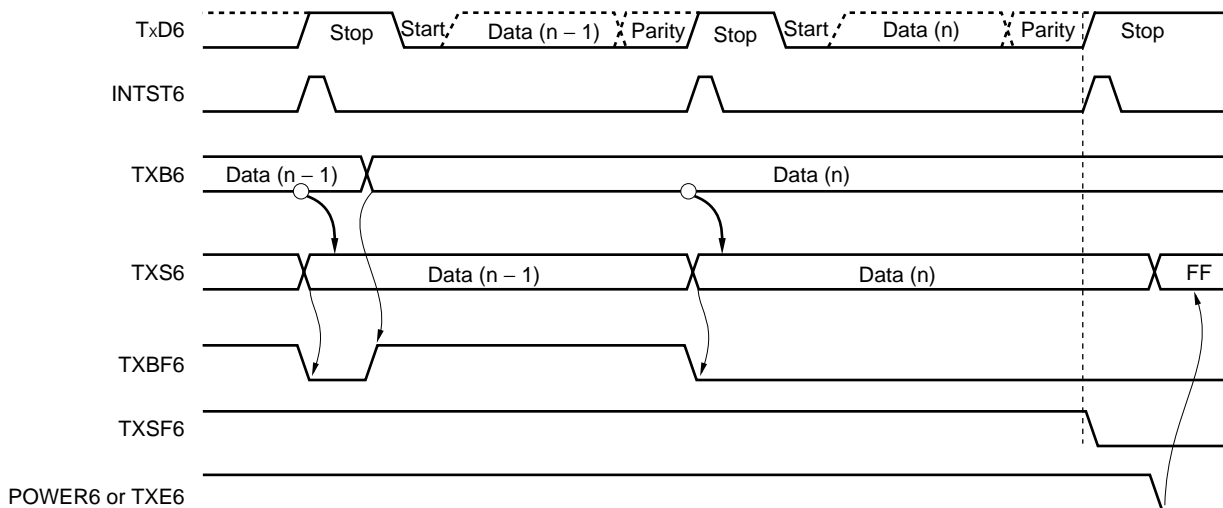 TxD6 Stop Start Data (n − 1) Parity Stop Start Data (n) Parity Stop
INTST6
TXB6 Data (n − 1) Data (n)
TXS6 Data (n − 1) Data (n) FF
TXBF6
TXSF6
POWER6 or TXE6